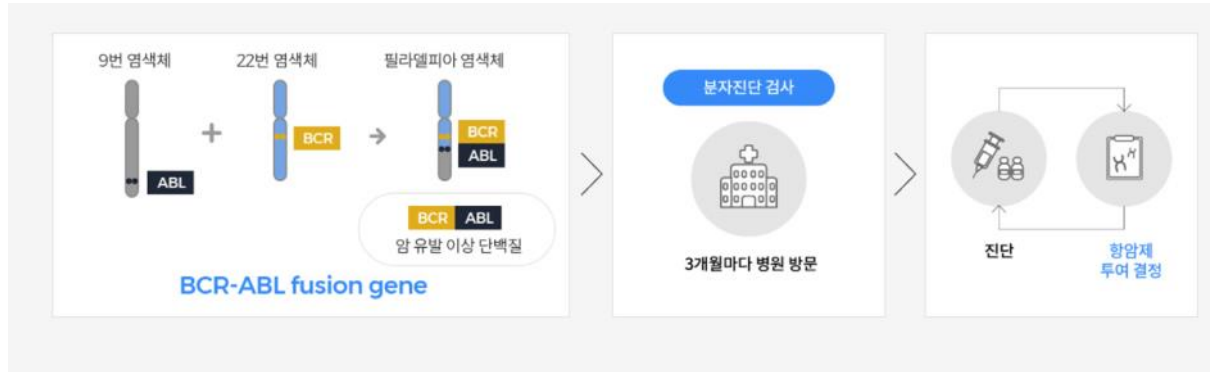 9번 염색체
22번 염색체
필라델피아 염색체
ABL
BCR
BCR
ABL
BCR ABL
암 유발 이상 단백질
BCR-ABL fusion gene
분자진단 검사
3개월마다 병원 방문
진단
항암제
투여 결정